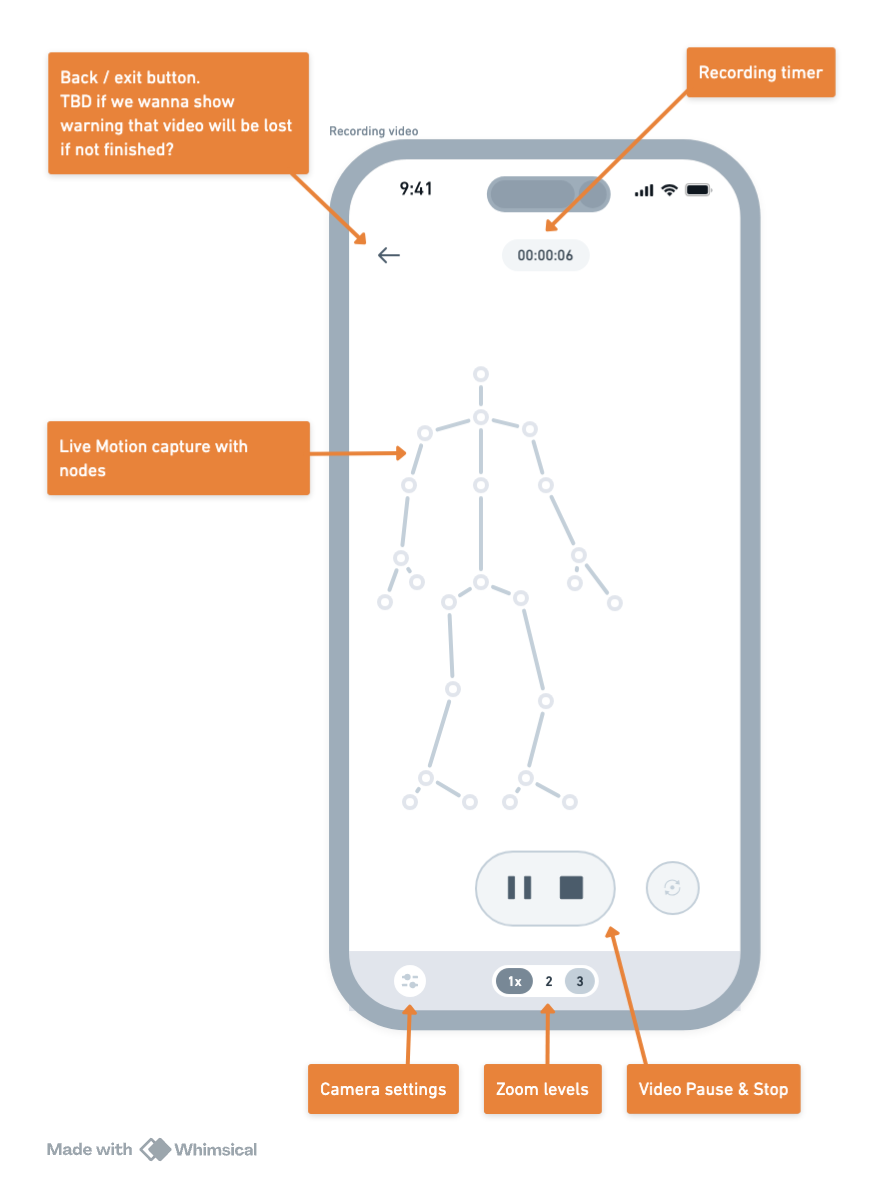 Back / exit button.
TBD if we wanna show
warning that video will be lost
if not finished?
Recording timer
Recording video
9:41
00:00:06
Live Motion capture with
nodes
1x 2 3
Camera settings
Zoom levels
Video Pause & Stop
Made with Whimsical